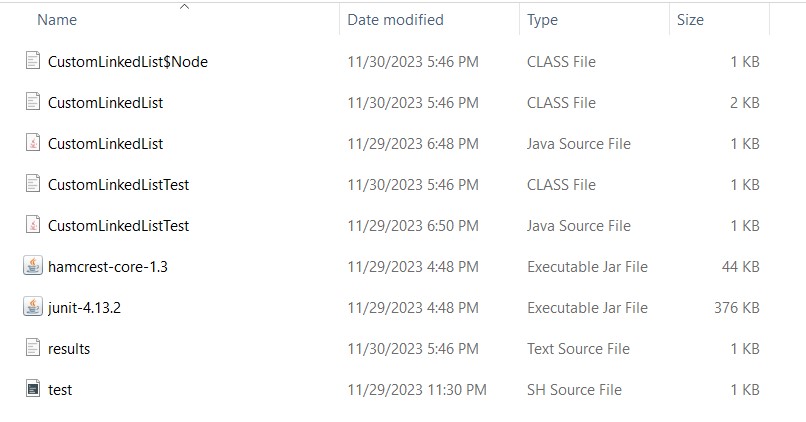 Name Date modified Type Size
CustomLinkedList$Node 11/30/2023 5:46 PM CLASS File 1 KB
CustomLinkedList 11/30/2023 5:46 PM CLASS File 2 KB
CustomLinkedList 11/29/2023 6:48 PM Java Source File 1 KB
CustomLinkedListTest 11/30/2023 5:46 PM CLASS File 1 KB
CustomLinkedListTest 11/29/2023 6:50 PM Java Source File 1 KB
hamcrest-core-1.3 11/29/2023 4:48 PM Executable Jar File 44 KB
junit-4.13.2 11/29/2023 4:48 PM Executable Jar File 376 KB
results 11/30/2023 5:46 PM Text Source File 1 KB
test 11/29/2023 11:30 PM SH Source File 1 KB